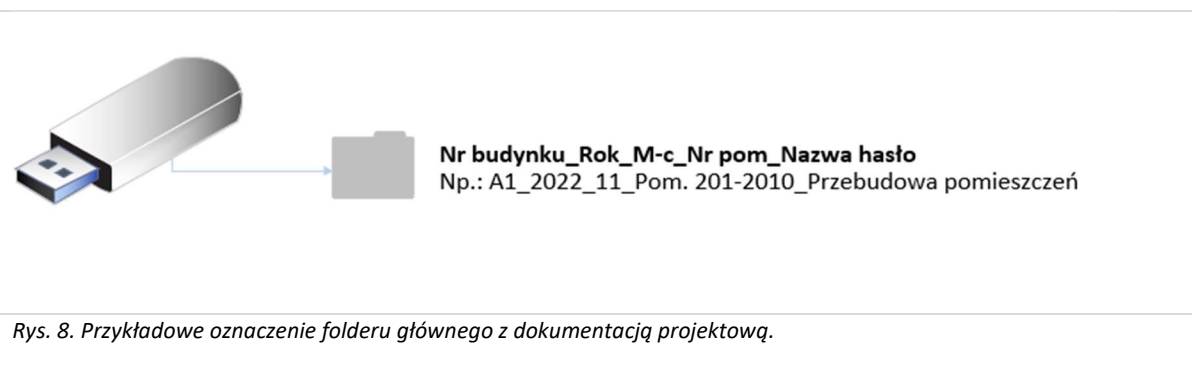 Nr budynku_Rok_M-c_Nr pom_Nazwa hasło
Np.: A1_2022_11_Pom. 201-2010_Przebudowa pomieszczeń
Rys. 8. Przykładowe oznaczenie folderu głównego z dokumentacją projektową.